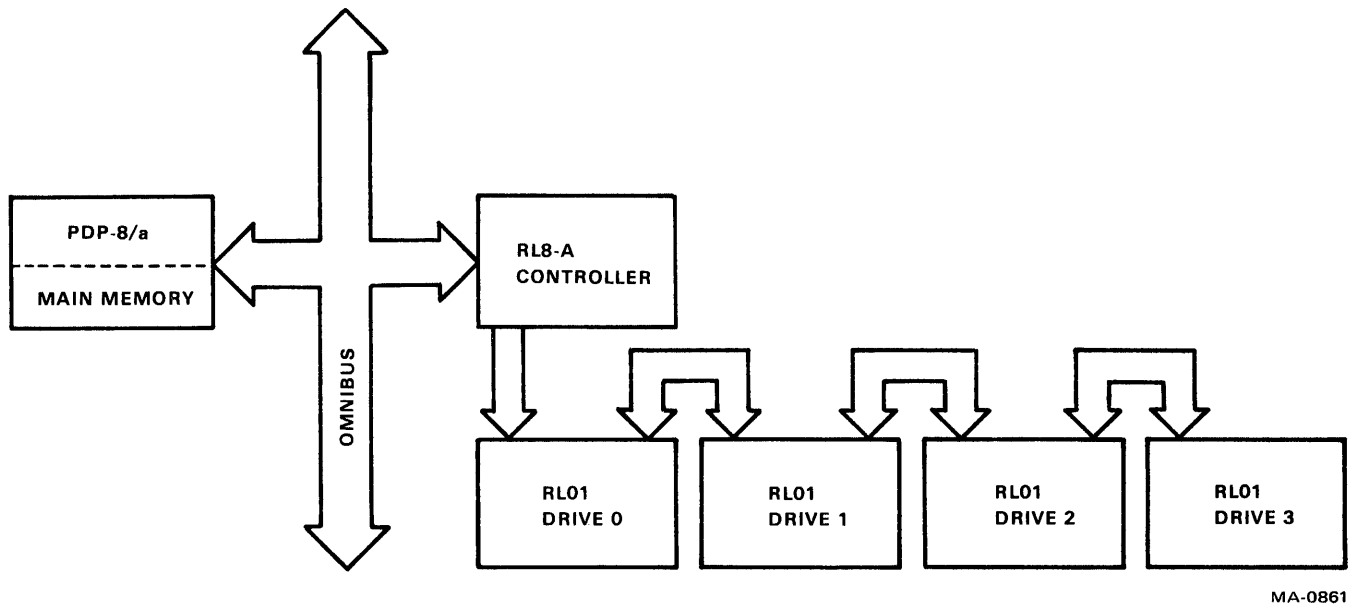 PDP-8/a
MAIN MEMORY
OMNIBUS
RL8-A
CONTROLLER
RL01
DRIVE 0
RL01
DRIVE 1
RL01
DRIVE 2
RL01
DRIVE 3
MA-0861